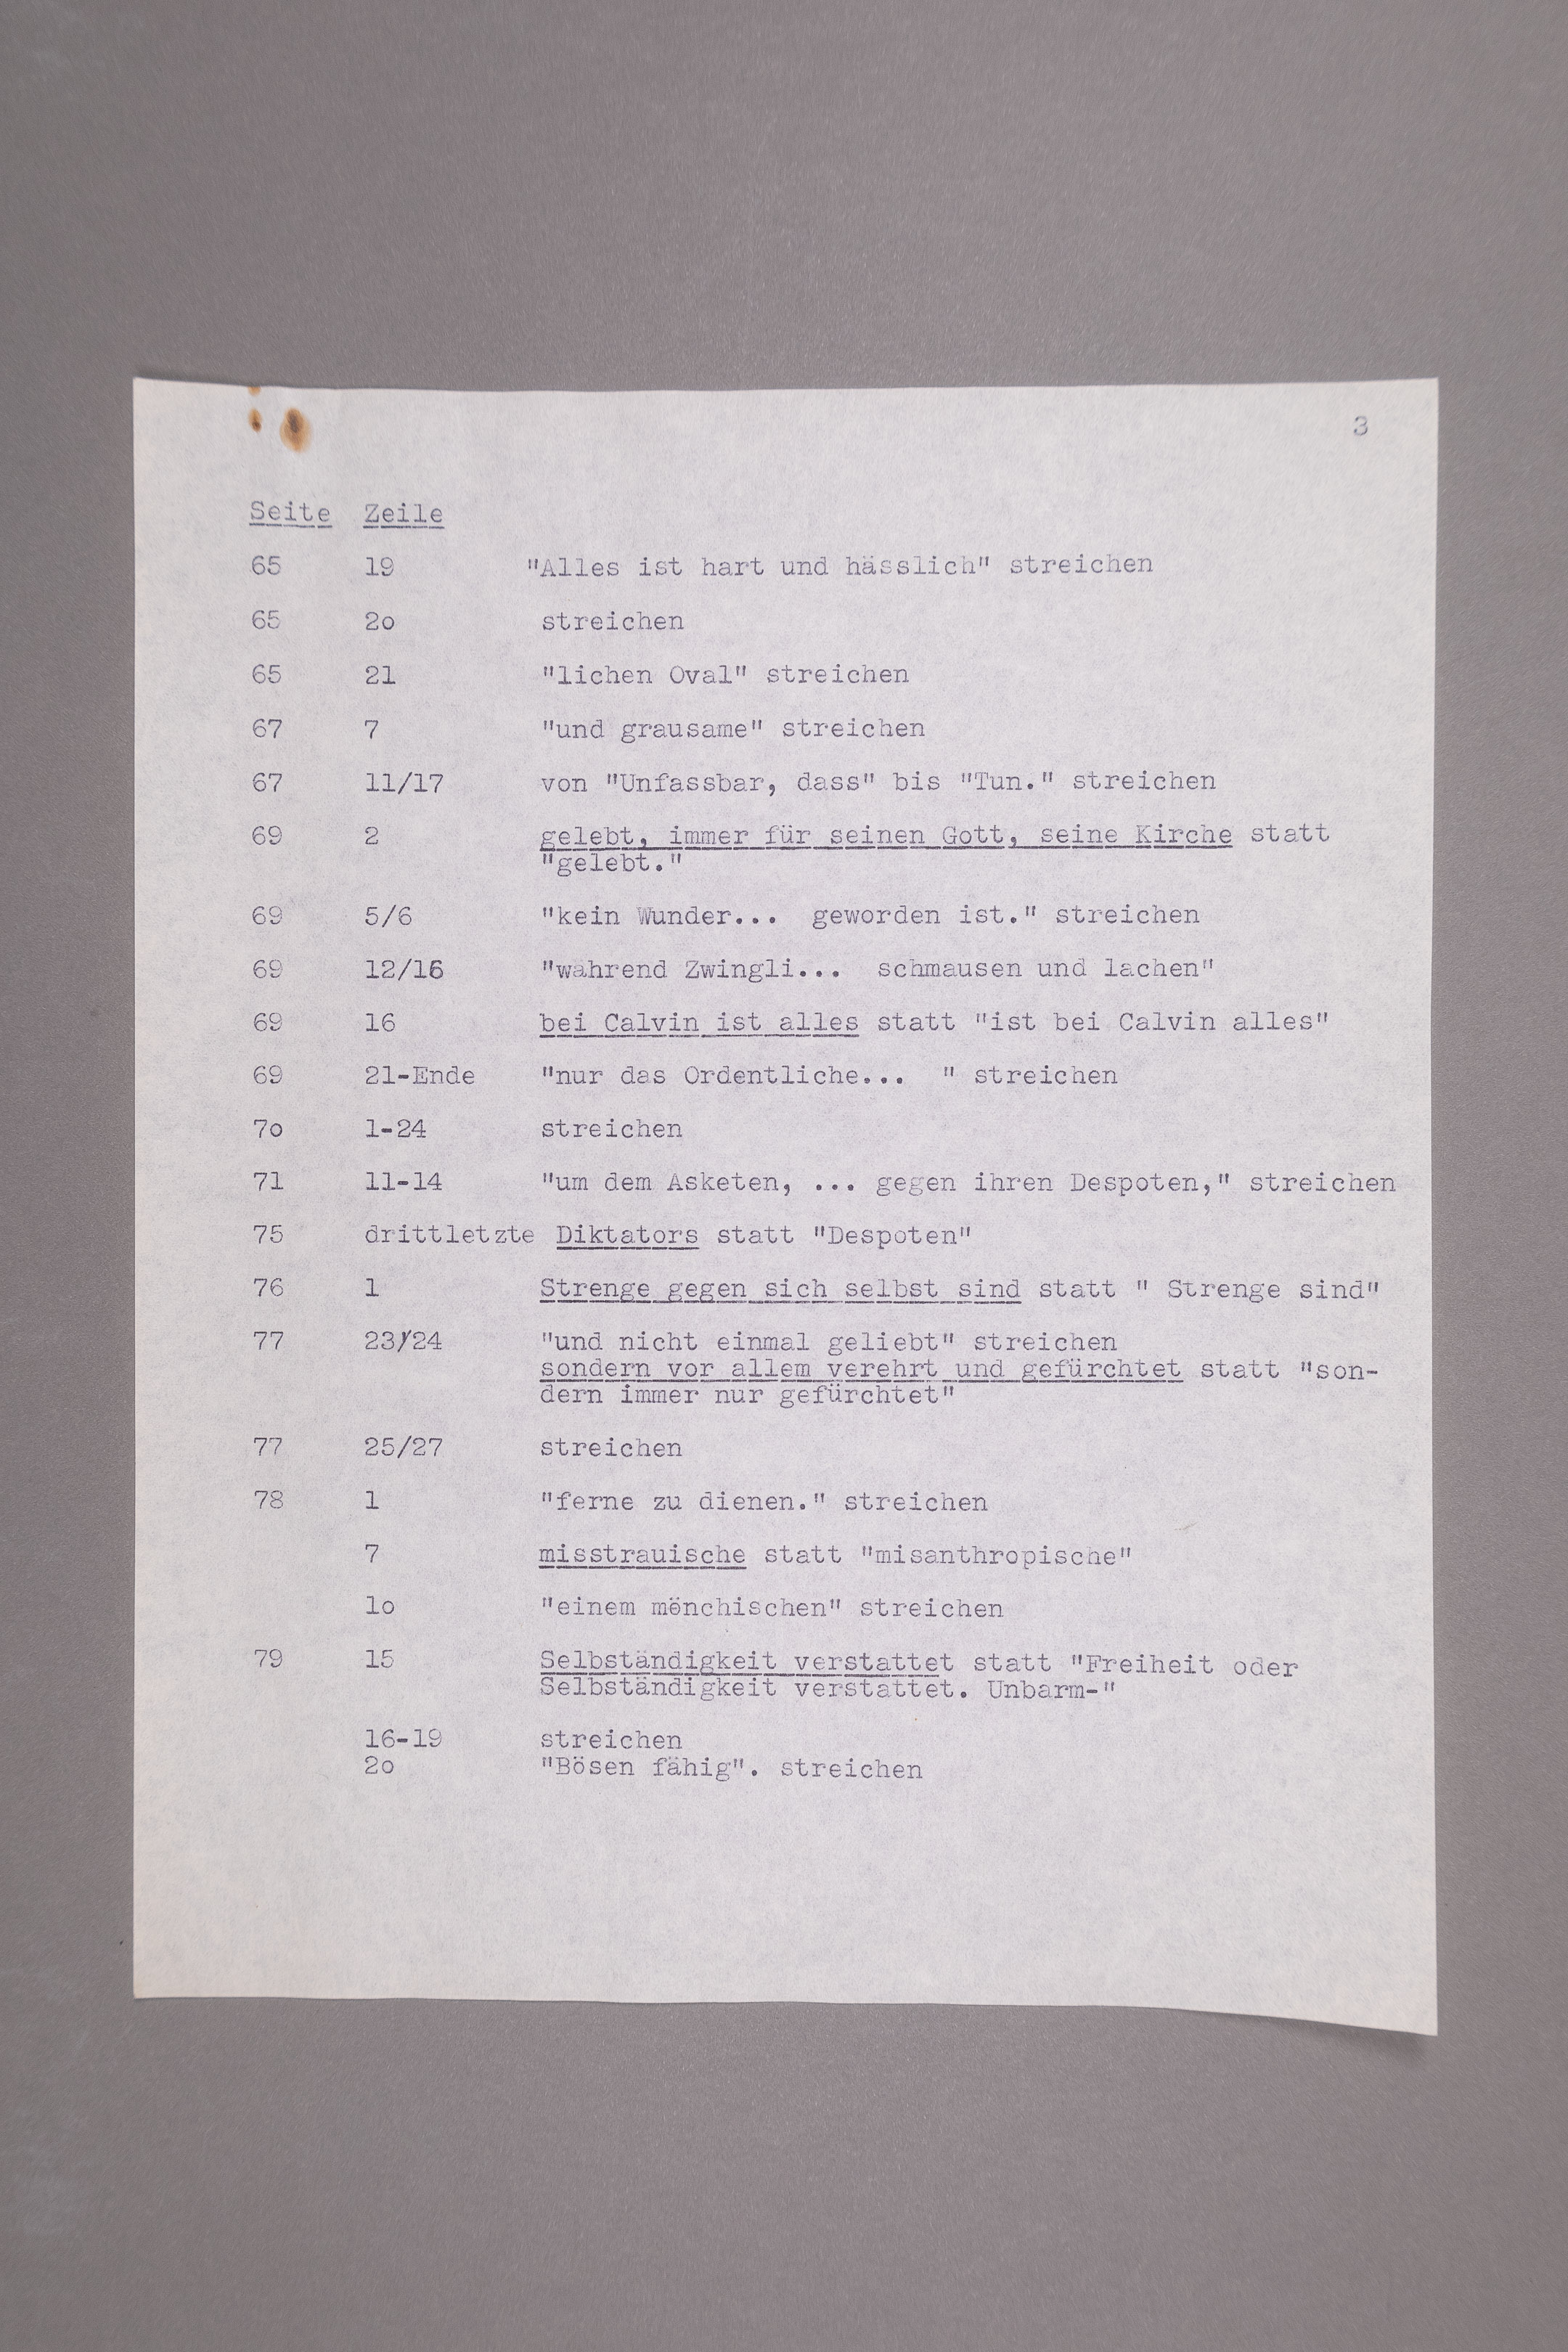 3
Seite Zeile
65 19 "Alles ist hart und hässlich" streichen
65 2o streichen
65 21 "lichen Oval" streichen
67 7 "und grausame" streichen
67 11/17 von "Unfassbar, dass" bis "Tun." streichen
69 2 gelebt, immer für seinen Gott, seine Kirche statt
"gelebt."
69 5/6 "kein Wunder... geworden ist." streichen
69 12/16 "während Zwingli... schmausen und lachen"
69 16 bei Calvin ist alles statt "ist bei Calvin alles"
69 21-Ende "nur das Ordentliche... " streichen
7o 1-24 streichen
71 11-14 "um dem Asketen, ... gegen ihren Despoten," streichen
75 drittletzte Diktators statt "Despoten"
76 1 Strenge gegen sich selbst sind statt " Strenge sind"
77 23/24 "und nicht einmal geliebt" streichen
sondern vor allem verehrt und gefürchtet statt "son-
dern immer nur gefürchtet"
77 25/27 streichen
78 1 "ferne zu dienen." streichen
7 misstrauische statt "misanthropische"
lo "einem mönchischen" streichen
79 15 Selbständigkeit verstattet statt "Freiheit oder
Selbständigkeit verstattet. Unbarm-"
16-19 streichen
2o "Bösen fähig". streichen